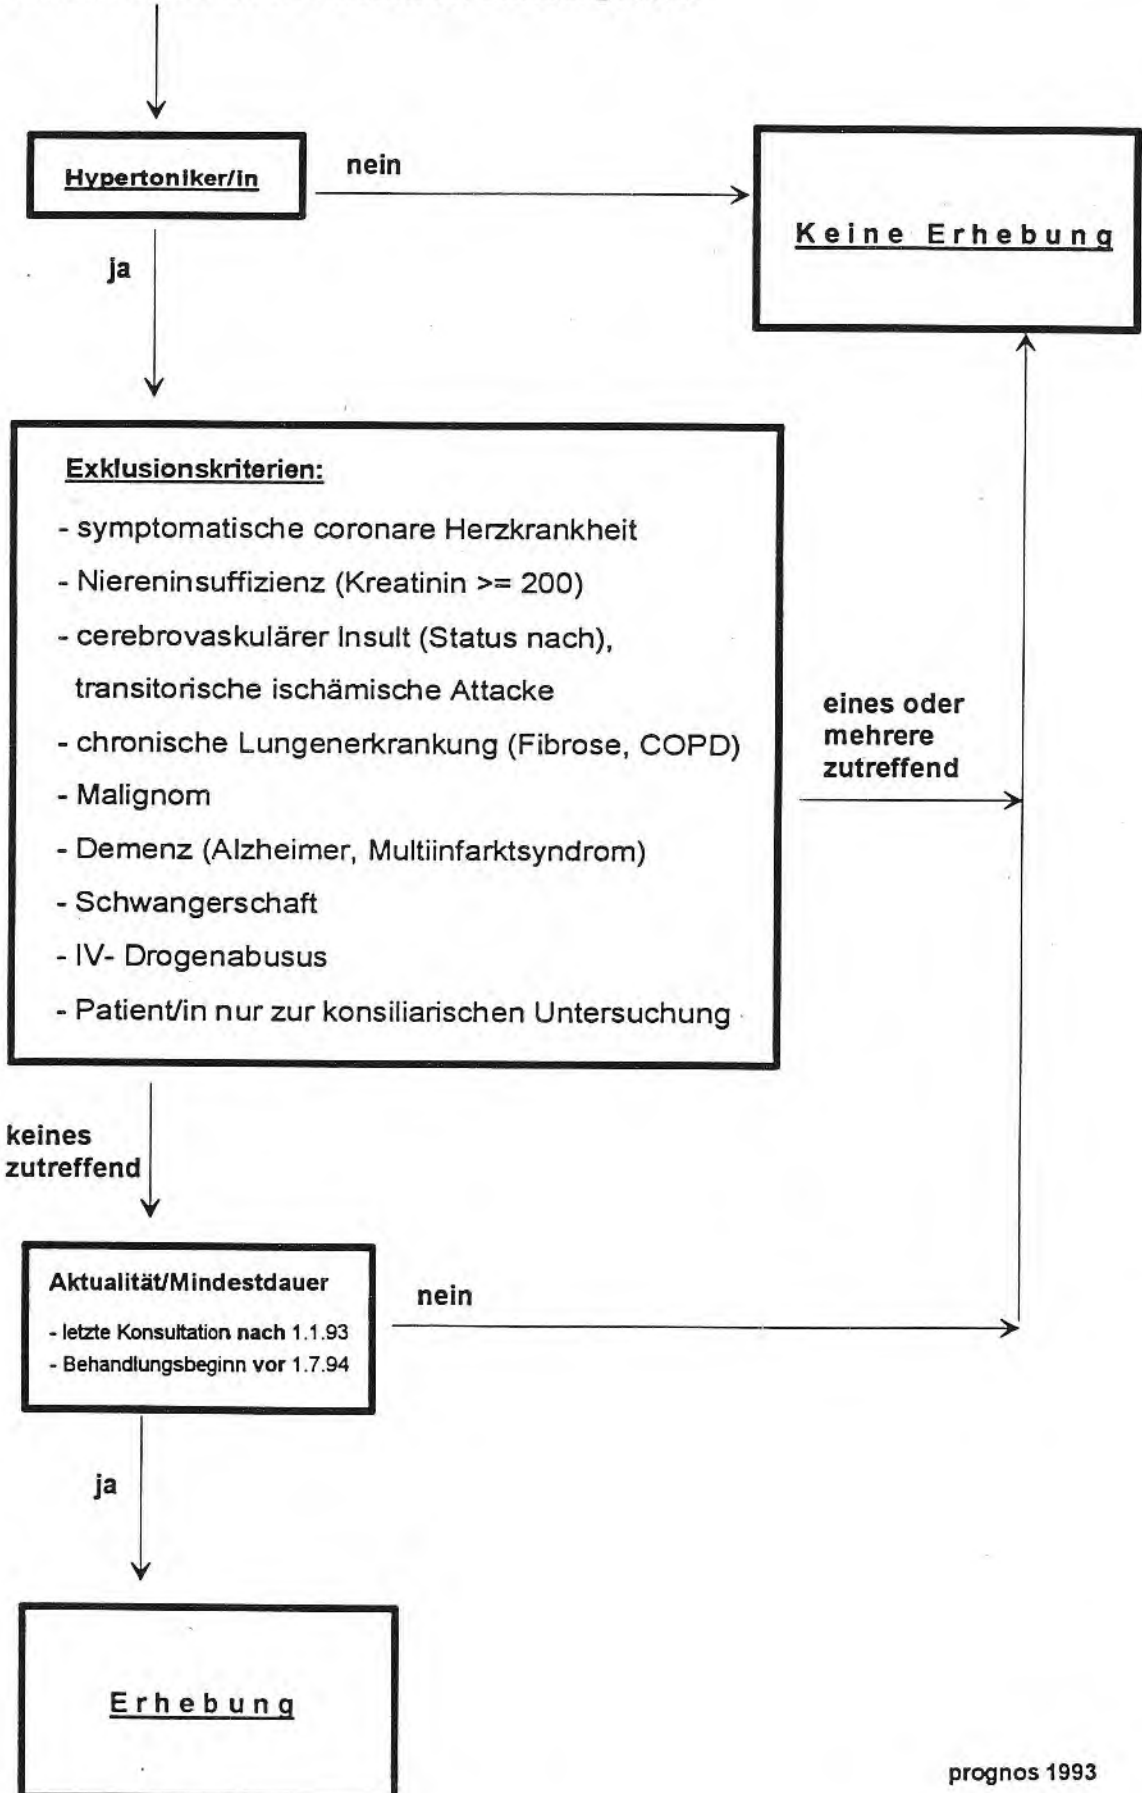 Hypertoniker/in
nein
Keine Erhebung
ja
Exklusionskriterien:
- symptomatische coronare Herzkrankheit
- Niereninsuffizienz (Kreatinin >= 200)
- cerebrovaskulärer Insult (Status nach),
transitorische ischämische Attacke
- chronische Lungenerkrankung (Fibrose, COPD)
- Malignom
- Demenz (Alzheimer, Multiinfarktsyndrom)
- Schwangerschaft
- IV- Drogenabusus
- Patient/in nur zur konsiliarischen Untersuchung
eines oder
mehrere
zutreffend
keines
zutreffend
Aktualität/Mindestdauer
- letzte Konsultation nach 1.1.93
- Behandlungsbeginn vor 1.7.94
nein
ja
Erhebung
prognos 1993